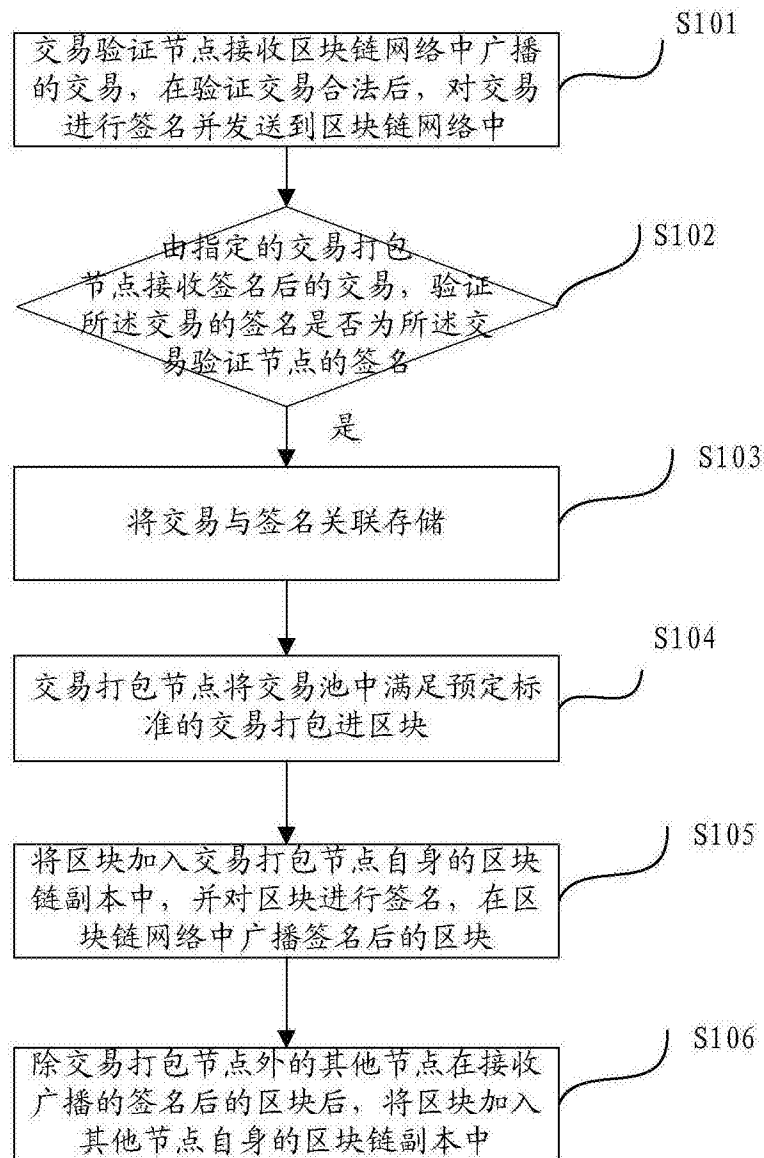 S101
交易验证节点接收区块链网络中广播
的交易，在验证交易合法后，对交易
进行签名并发送到区块链网络中
S102
由指定的交易打包
节点接收签名后的交易，验证
所述交易的签名是否为所述交
易验证节点的签名
是
S103
将交易与签名关联存储
S104
交易打包节点将交易池中满足预定标
准的交易打包进区块
S105
将区块加入交易打包节点自身的区块
链副本中，并对区块进行签名，在区
块链网络中广播签名后的区块
S106
除交易打包节点外的其他节点在接收
广播的签名后的区块后，将区块加入
其他节点自身的区块链副本中